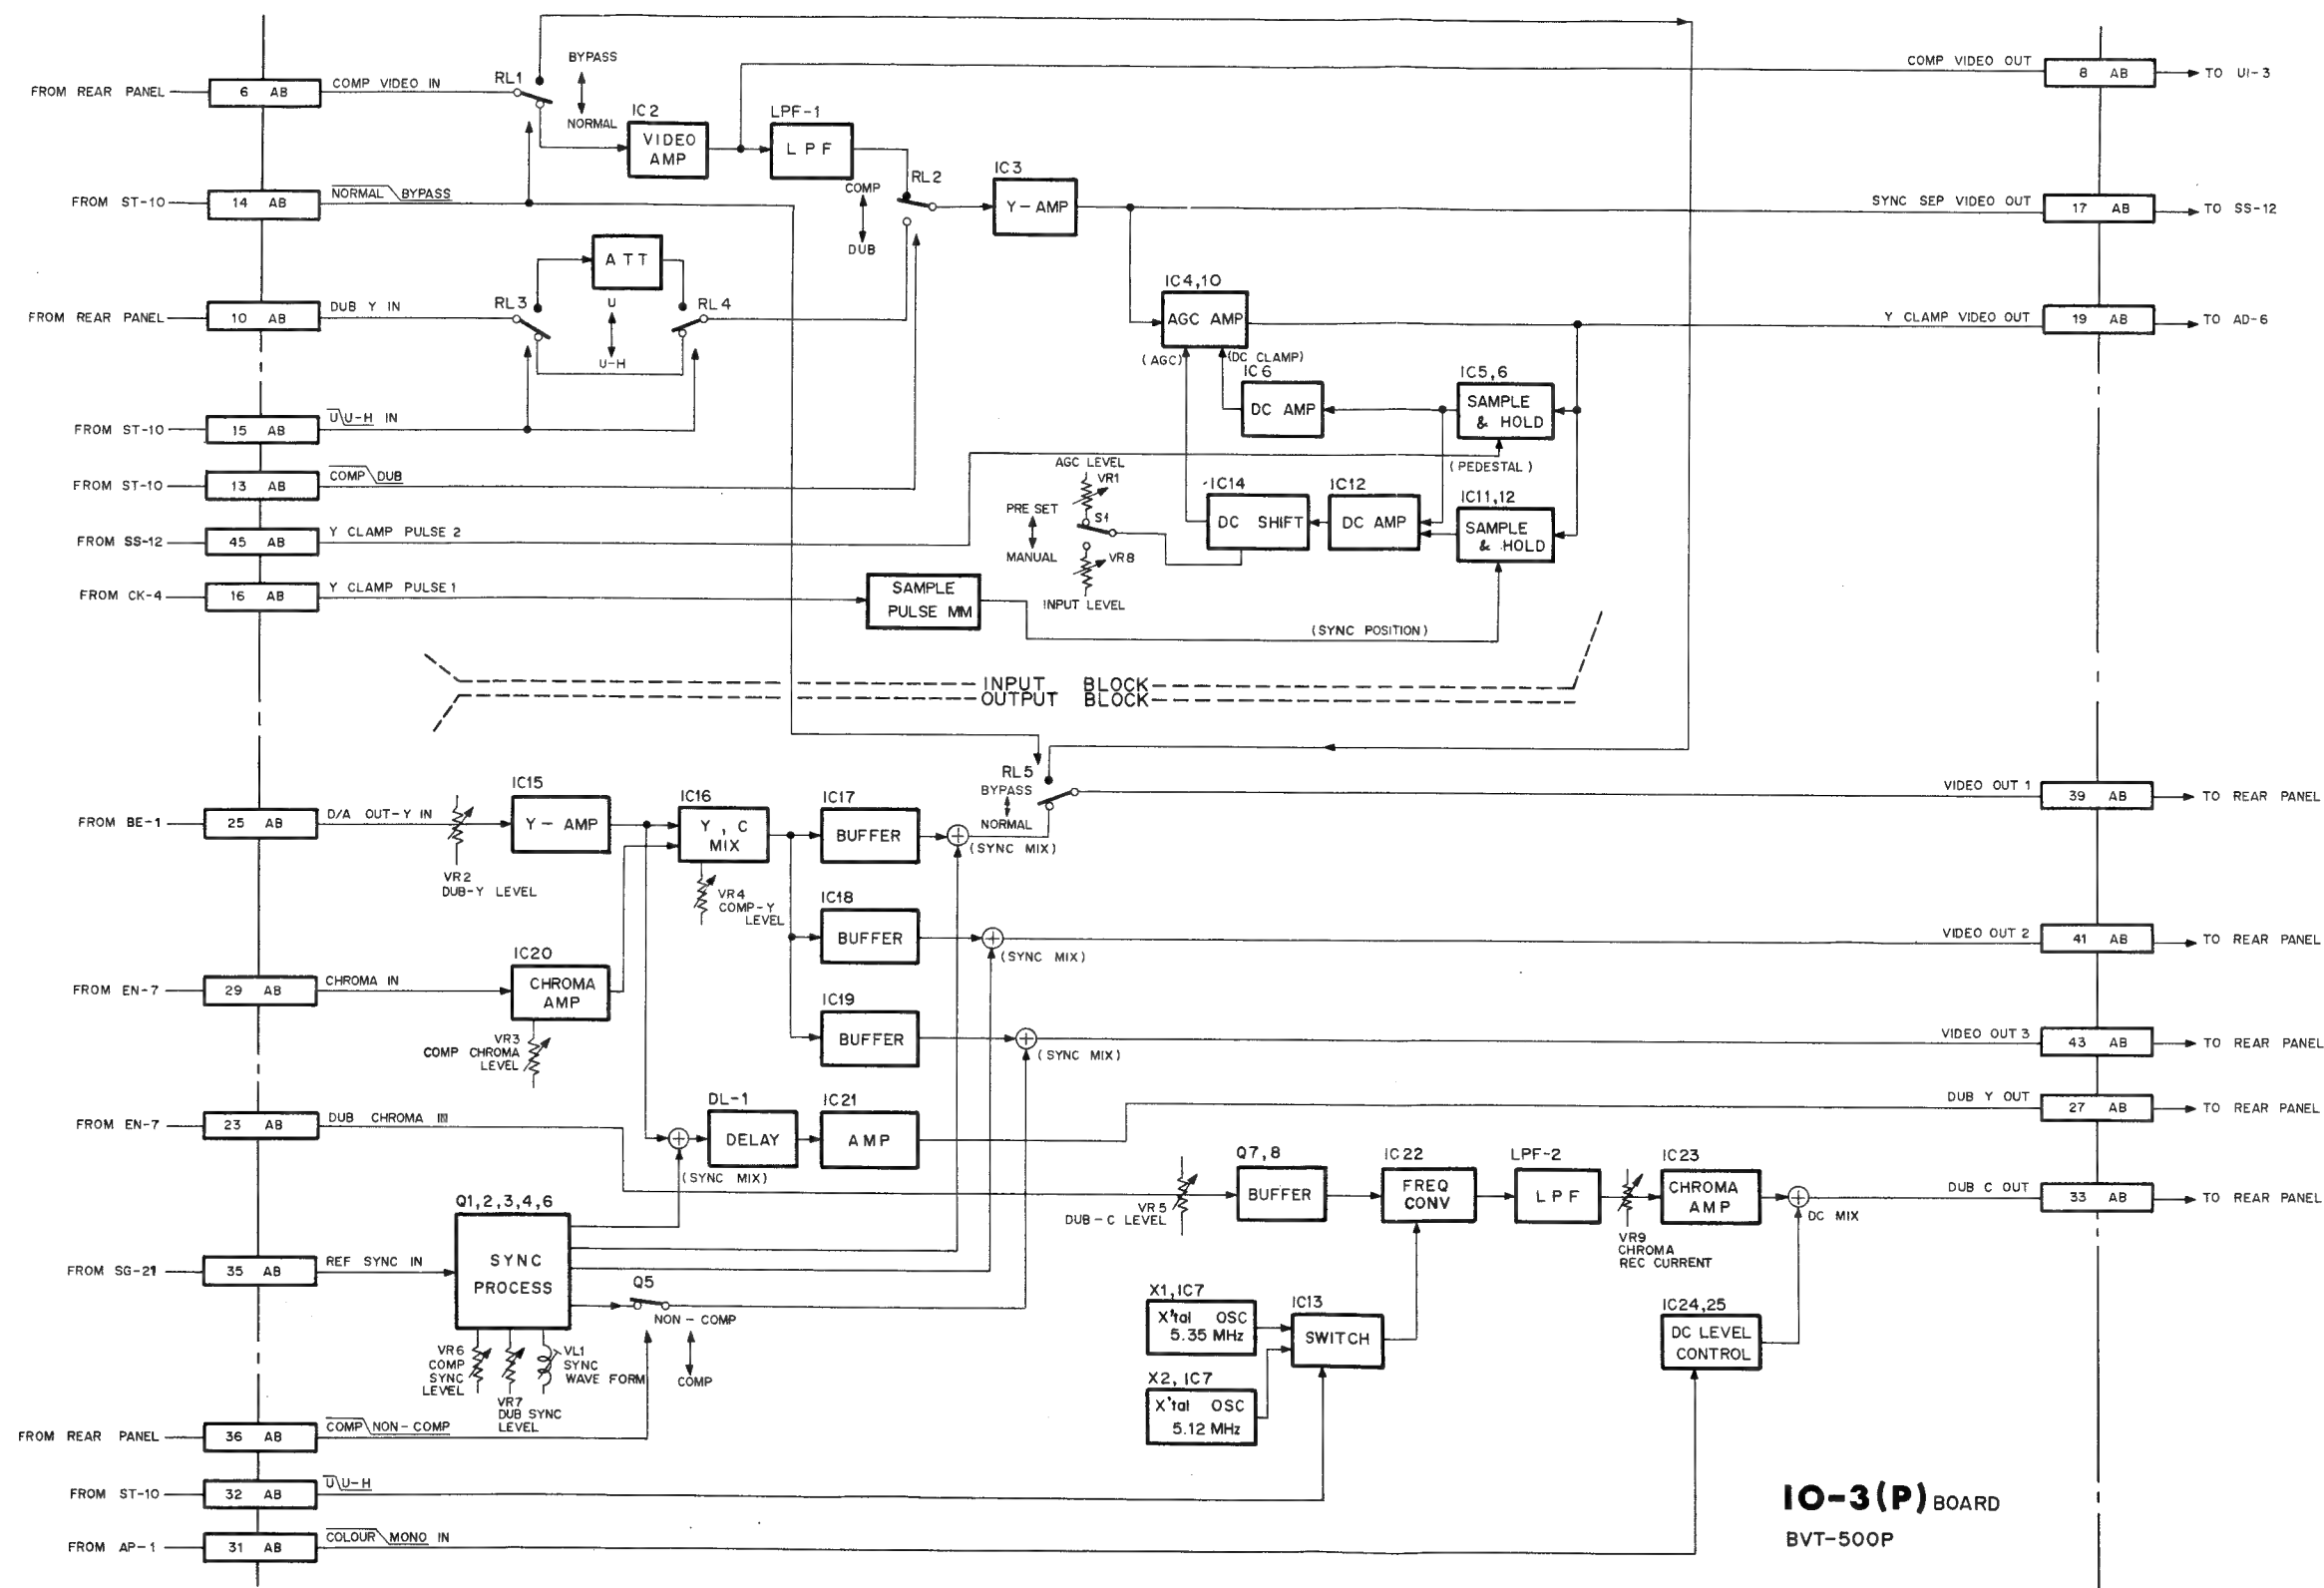 FROM REAR PANEL
6 AB
COMP VIDEO IN
RL1
BYPASS
NORMAL
IC2
VIDEO
AMP
LPF-1
LPF
COMP VIDEO OUT
8 AB
TO UI-3
FROM ST-10
14 AB
NORMAL\BYPASS
COMP
DUB
RL2
IC3
Y-AMP
SYNC SEP VIDEO OUT
17 AB
TO SS-12
FROM REAR PANEL
10 AB
DUB Y IN
RL3
ATT
U
U-H
RL4
IC4,10
AGC AMP
(AGC)
(DC CLAMP)
Y CLAMP VIDEO OUT
19 AB
TO AD-6
FROM ST-10
15 AB
U\U-H IN
IC6
DC AMP
IC5,6
SAMPLE
& HOLD
(PEDESTAL)
FROM ST-10
13 AB
COMP\DUB
AGC LEVEL
VR1
PRE SET
MANUAL
S1
VR8
INPUT LEVEL
IC14
DC SHIFT
IC12
DC AMP
IC11,12
SAMPLE
& HOLD
FROM SS-12
45 AB
Y CLAMP PULSE 2
FROM CK-4
16 AB
Y CLAMP PULSE 1
SAMPLE
PULSE MM
(SYNC POSITION)
INPUT BLOCK
OUTPUT BLOCK
FROM BE-1
25 AB
D/A OUT-Y IN
VR2
DUB-Y LEVEL
IC15
Y-AMP
IC16
Y, C
MIX
VR4
COMP-Y
LEVEL
IC17
BUFFER
(SYNC MIX)
RL5
BYPASS
NORMAL
VIDEO OUT 1
39 AB
TO REAR PANEL
IC18
BUFFER
(SYNC MIX)
VIDEO OUT 2
41 AB
TO REAR PANEL
FROM EN-7
29 AB
CHROMA IN
IC20
CHROMA
AMP
VR3
COMP CHROMA
LEVEL
IC19
BUFFER
(SYNC MIX)
VIDEO OUT 3
43 AB
TO REAR PANEL
FROM EN-7
23 AB
DUB CHROMA IN
(SYNC MIX)
DL-1
DELAY
IC21
AMP
DUB Y OUT
27 AB
TO REAR PANEL
VR5
DUB-C LEVEL
Q7,8
BUFFER
IC22
FREQ
CONV
LPF-2
LPF
VR9
CHROMA
REC CURRENT
IC23
CHROMA
AMP
DC MIX
DUB C OUT
33 AB
TO REAR PANEL
FROM SG-21
35 AB
REF SYNC IN
Q1,2,3,4,6
SYNC
PROCESS
Q5
NON-COMP
COMP
VR6
COMP
SYNC
LEVEL
VR7
DUB SYNC
LEVEL
VL1
SYNC
WAVE FORM
X1, IC7
X'tal OSC
5.35 MHz
IC13
SWITCH
X2, IC7
X'tal OSC
5.12 MHz
IC24,25
DC LEVEL
CONTROL
FROM REAR PANEL
36 AB
COMP\NON-COMP
FROM ST-10
32 AB
U\U-H
FROM AP-1
31 AB
COLOUR\MONO IN
IO-3(P) BOARD
BVT-500P